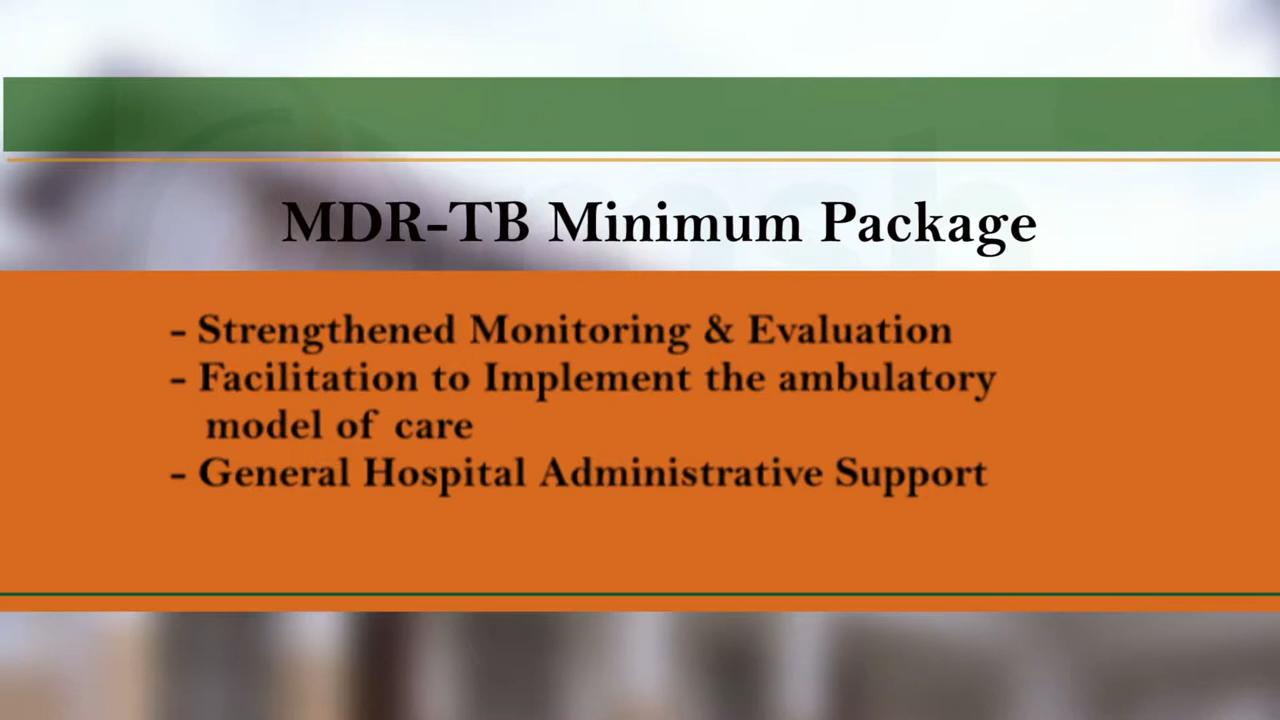 MDR-TB Minimum Package
- Strengthened Monitoring & Evaluation
- Facilitation to Implement the ambulatory
model of care
- General Hospital Administrative Support